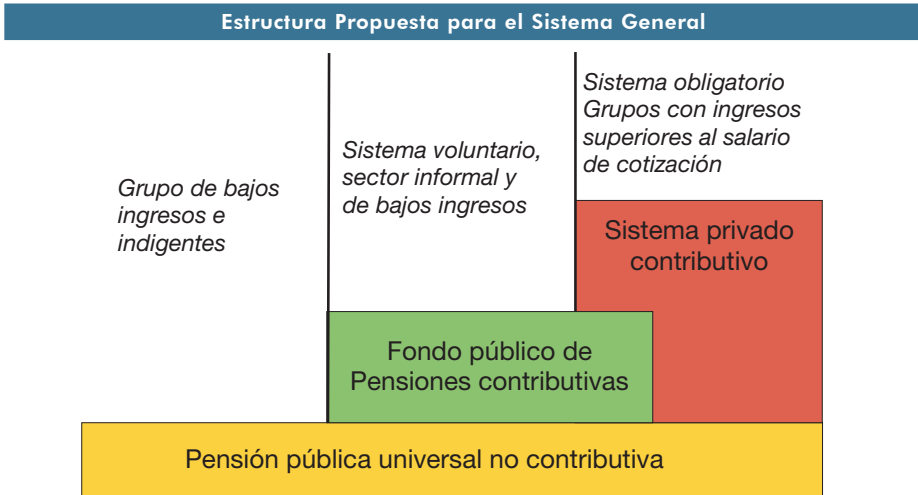 Estructura Propuesta para el Sistema General
Grupo de bajos
ingresos e
indigentes
Sistema voluntario,
sector informal y
de bajos ingresos
Sistema obligatorio
Grupos con ingresos
superiores al salario
de cotización
Sistema privado
contributivo
Fondo público de
Pensiones contributivas
Pensión pública universal no contributiva